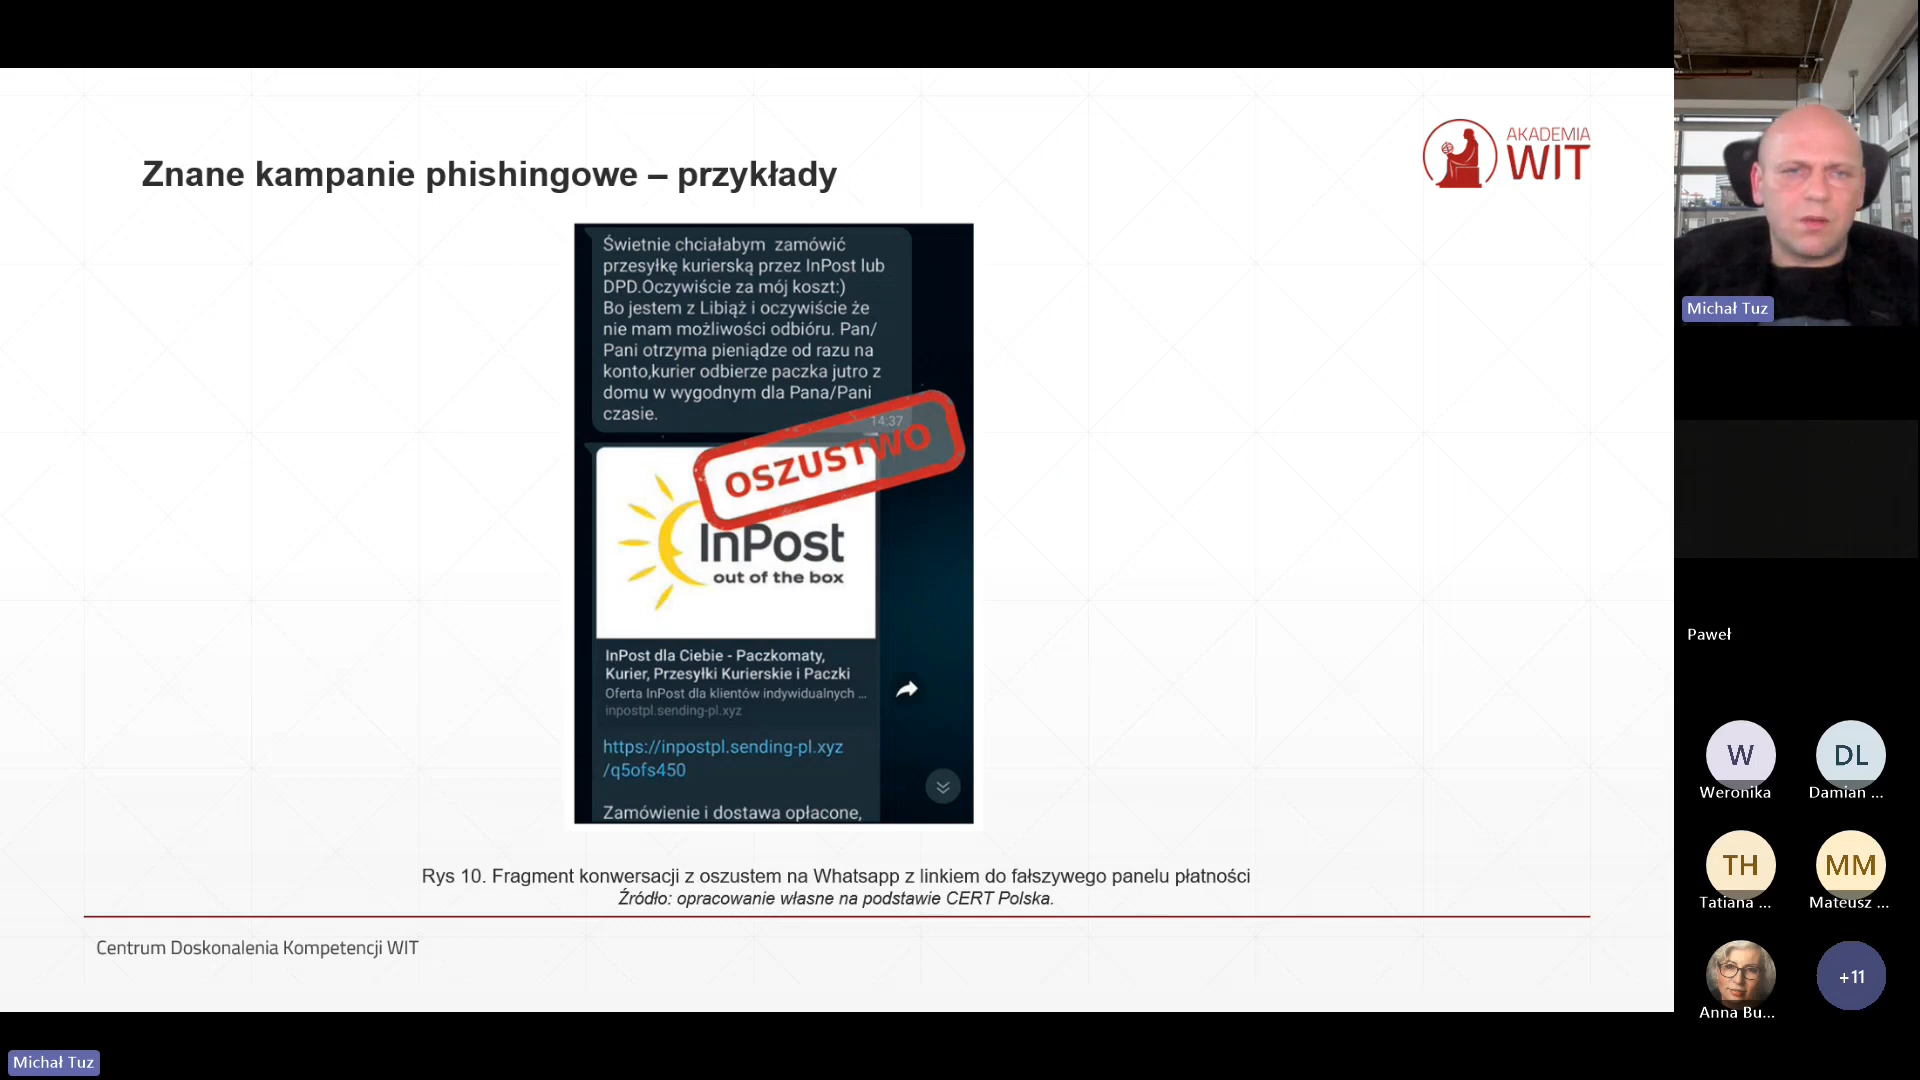 Znane kampanie phishingowe – przykłady
AKADEMIA
WIT
Świetnie chciałabym zamówić
przesyłkę kurierską przez InPost lub
DPD.Oczywiście za mój koszt:)
Bo jestem z Libiąż i oczywiście że
nie mam możliwości odbióru. Pan/
Pani otrzyma pieniądze od razu na
konto,kurier odbierze paczka jutro z
domu w wygodnym dla Pana/Pani
czasie.
14:37
OSZUSTWO
InPost
out of the box
InPost dla Ciebie - Paczkomaty,
Kurier, Przesyłki Kurierskie i Paczki
Oferta InPost dla klientów indywidualnych ...
inpostpl.sending-pl.xyz
https://inpostpl.sending-pl.xyz
/q5ofs450
Zamówienie i dostawa opłacone,
Rys 10. Fragment konwersacji z oszustem na Whatsapp z linkiem do fałszywego panelu płatności
Źródło: opracowanie własne na podstawie CERT Polska.
Centrum Doskonalenia Kompetencji WIT
Michał Tuz
Paweł
W
Weronika
DL
Damian ...
TH
Tatiana ...
MM
Mateusz ...
Anna Bu...
+11
Michał Tuz